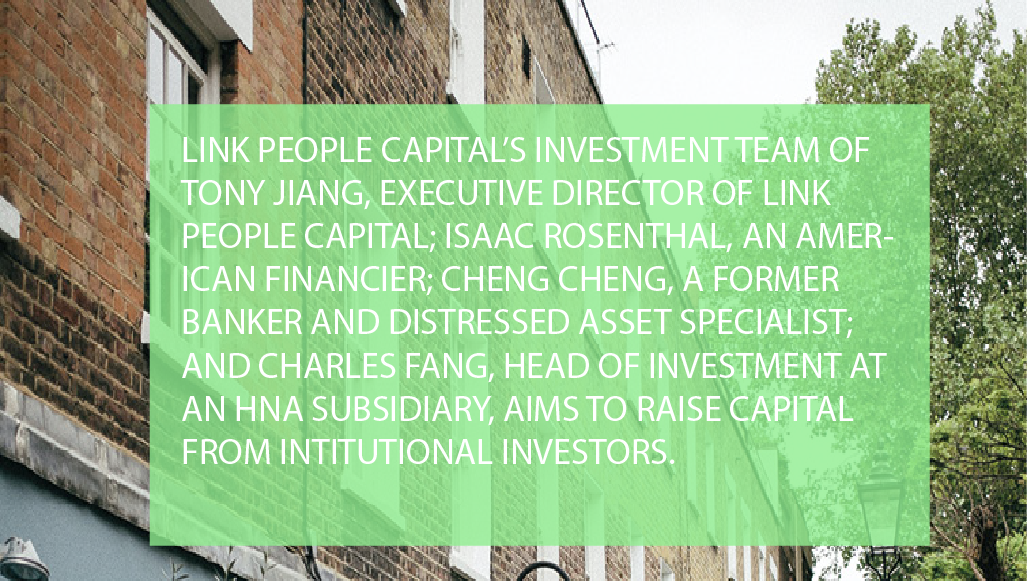 LINK PEOPLE CAPITAL’S INVESTMENT TEAM OF
TONY JIANG, EXECUTIVE DIRECTOR OF LINK
PEOPLE CAPITAL; ISAAC ROSENTHAL, AN AMER-
ICAN FINANCIER; CHENG CHENG, A FORMER
BANKER AND DISTRESSED ASSET SPECIALIST;
AND CHARLES FANG, HEAD OF INVESTMENT AT
AN HNA SUBSIDIARY, AIMS TO RAISE CAPITAL
FROM INTITUTIONAL INVESTORS.